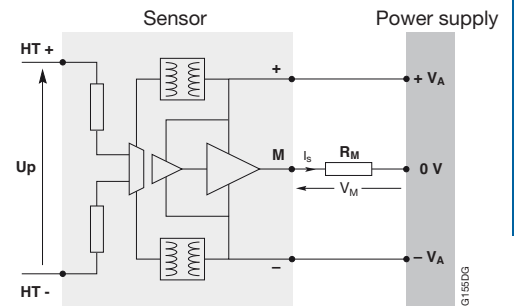 Sensor
Power supply
HT +
+
+ VA
Up
M
Is
RM
0 V
VM
HT -
–
– VA
G155DG